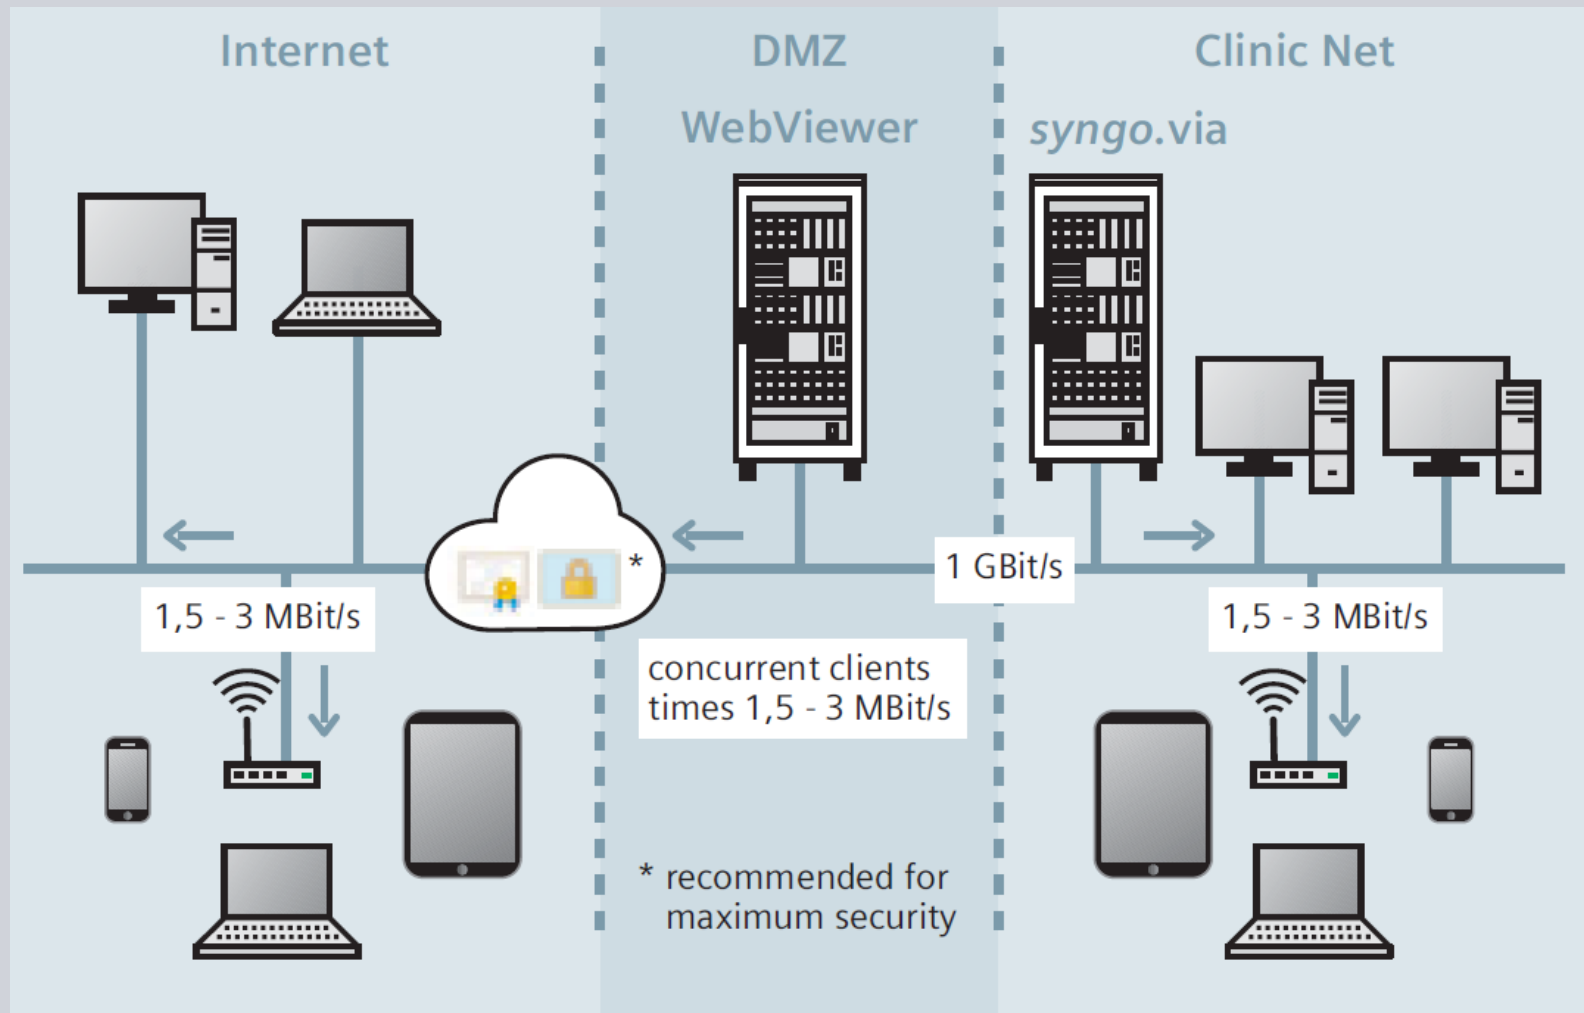 Internet
DMZ
WebViewer
Clinic Net
syngo.via
*
1 GBit/s
1,5 - 3 MBit/s
concurrent clients
times 1,5 - 3 MBit/s
1,5 - 3 MBit/s
* recommended for
maximum security